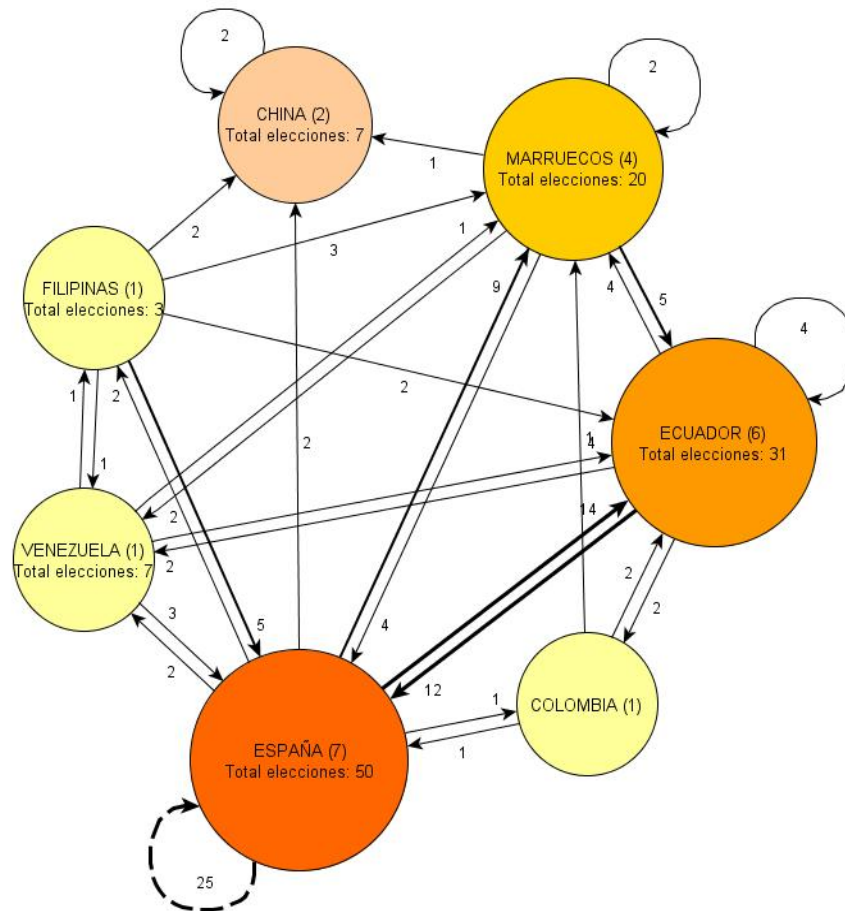 2
2
CHINA (2)
Total elecciones: 7
MARRUECOS (4)
Total elecciones: 20
1
2
1
3
FILIPINAS (1)
Total elecciones: 3
9
4
5
4
1
2
2
ECUADOR (6)
Total elecciones: 31
1
4
2
1
2
14
VENEZUELA (1)
Total elecciones: 7
2
3
5
4
2
2
2
12
1
COLOMBIA (1)
1
ESPAÑA (7)
Total elecciones: 50
25